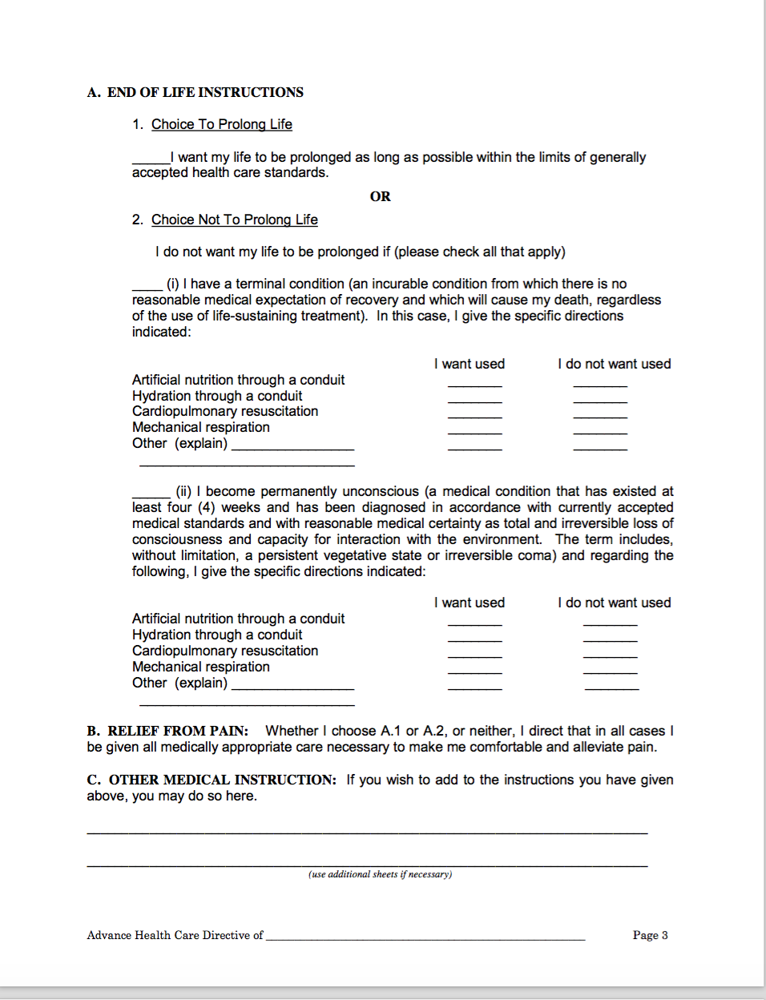 A. END OF LIFE INSTRUCTIONS
1. Choice To Prolong Life
_____I want my life to be prolonged as long as possible within the limits of generally
accepted health care standards.
OR
2. Choice Not To Prolong Life
I do not want my life to be prolonged if (please check all that apply)
____ (i) I have a terminal condition (an incurable condition from which there is no
reasonable medical expectation of recovery and which will cause my death, regardless
of the use of life-sustaining treatment). In this case, I give the specific directions
indicated:
I want used I do not want used
Artificial nutrition through a conduit _______ _______
Hydration through a conduit _______ _______
Cardiopulmonary resuscitation _______ _______
Mechanical respiration _______ _______
Other (explain) ________________ _______ _______
____________________________
_____ (ii) I become permanently unconscious (a medical condition that has existed at
least four (4) weeks and has been diagnosed in accordance with currently accepted
medical standards and with reasonable medical certainty as total and irreversible loss of
consciousness and capacity for interaction with the environment. The term includes,
without limitation, a persistent vegetative state or irreversible coma) and regarding the
following, I give the specific directions indicated:
I want used I do not want used
Artificial nutrition through a conduit _______ _______
Hydration through a conduit _______ _______
Cardiopulmonary resuscitation _______ _______
Mechanical respiration _______ _______
Other (explain) ________________ _______ _______
____________________________
B. RELIEF FROM PAIN: Whether I choose A.1 or A.2, or neither, I direct that in all cases I
be given all medically appropriate care necessary to make me comfortable and alleviate pain.
C. OTHER MEDICAL INSTRUCTION: If you wish to add to the instructions you have given
above, you may do so here.
(use additional sheets if necessary)
Advance Health Care Directive of ____________________ Page 3